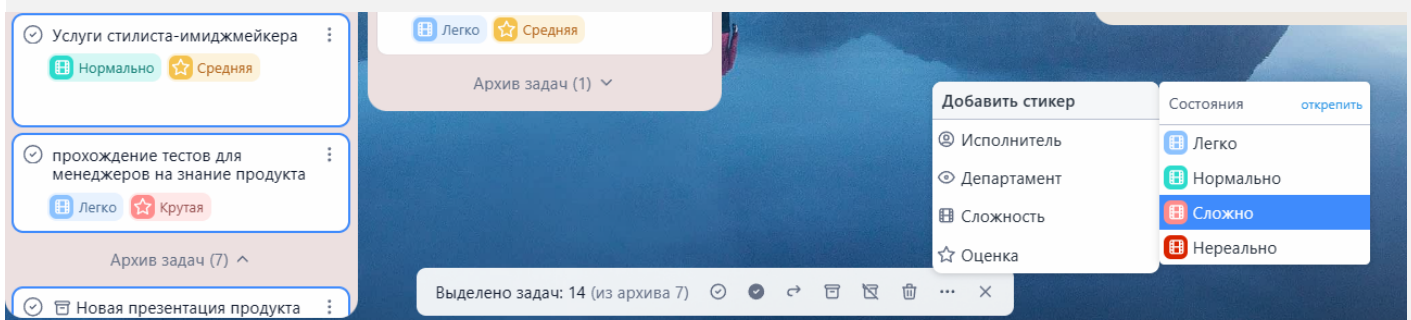 Услуги стилиста-имиджмейкера
Нормально Средняя
прохождение тестов для
менеджеров на знание продукта
Легко Крутая
Архив задач (7)
Новая презентация продукта
Легко Средняя
Архив задач (1)
Добавить стикер
Исполнитель
Департамент
Сложность
Оценка
Состояния открепить
Легко
Нормально
Сложно
Нереально
Выделено задач: 14 (из архива 7)